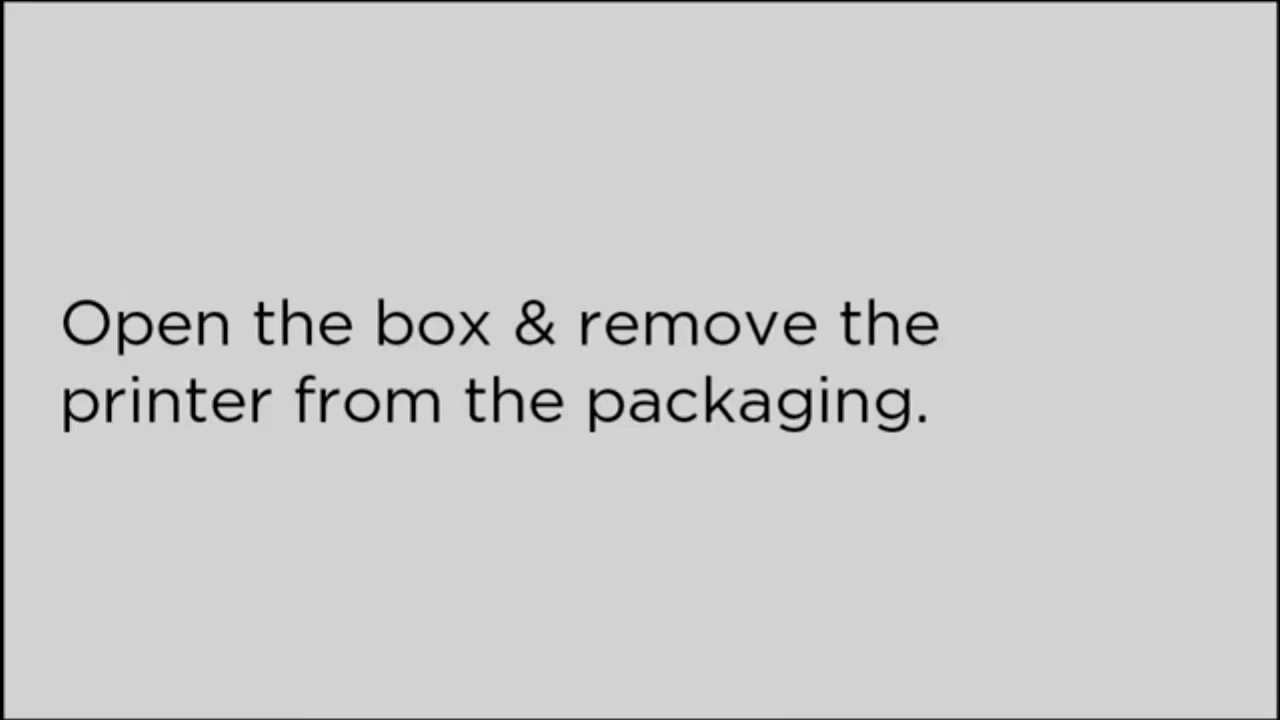 Open the box & remove the
printer from the packaging.